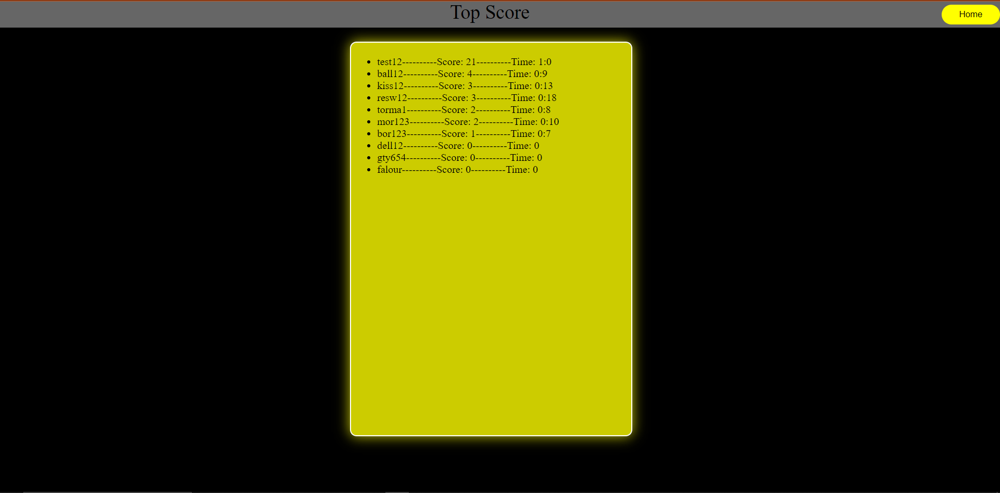 Top Score
Home
test12----------Score: 21----------Time: 1:0
ball12----------Score: 4----------Time: 0:9
kiss12----------Score: 3----------Time: 0:13
resw12----------Score: 3----------Time: 0:18
torma1----------Score: 2----------Time: 0:8
mor123----------Score: 2----------Time: 0:10
bor123----------Score: 1----------Time: 0:7
dell12----------Score: 0----------Time: 0
gty654----------Score: 0----------Time: 0
falour----------Score: 0----------Time: 0